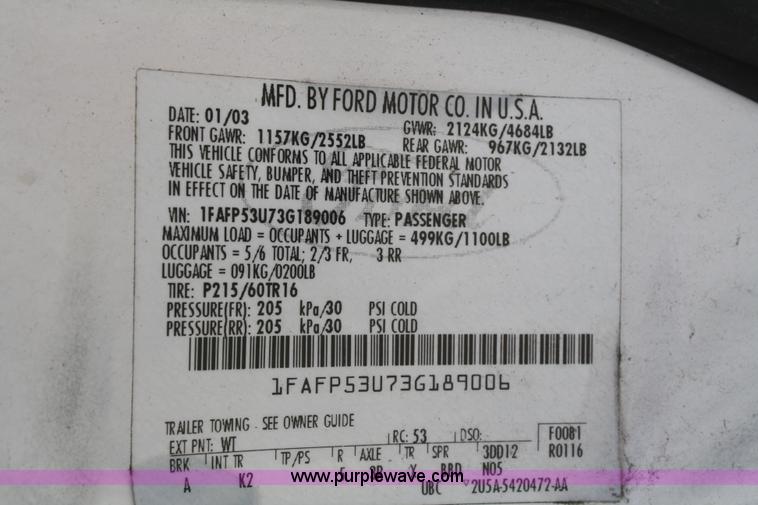 MFD. BY FORD MOTOR CO. IN U.S.A.
DATE: 01/03 GVWR: 2124KG/4684LB
FRONT GAWR: 1157KG/2552LB REAR GAWR: 967KG/2132LB
THIS VEHICLE CONFORMS TO ALL APPLICABLE FEDERAL MOTOR
VEHICLE SAFETY, BUMPER, AND THEFT PREVENTION STANDARDS
IN EFFECT ON THE DATE OF MANUFACTURE SHOWN ABOVE.
VIN: 1FAFP53U73G189006 TYPE: PASSENGER
MAXIMUM LOAD = OCCUPANTS + LUGGAGE = 499KG/1100LB
OCCUPANTS = 5/6 TOTAL; 2/3 FR, 3 RR
LUGGAGE = 091KG/0200LB
TIRE: P215/60TR16
PRESSURE(FR): 205 kPa/30 PSI COLD
PRESSURE(RR): 205 kPa/30 PSI COLD
1FAFP53U73G189006
TRAILER TOWING - SEE OWNER GUIDE
EXT PNT: WT RC: 53 DSO: F0081
BRK INT TR TP/PS R AXLE TR SPR 3DD12 R0116
A K2 BBD N05
UBC 2U5A-5420472-AA
www.purplewave.com